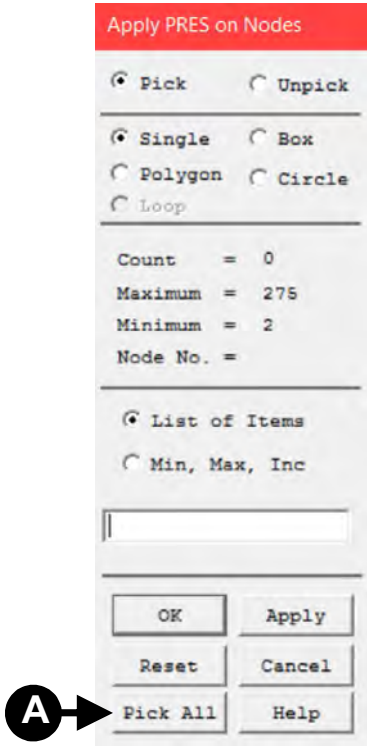 Apply PRES on Nodes
Pick Unpick
Single Box
Polygon Circle
Loop
Count = 0
Maximum = 275
Minimum = 2
Node No. =
List of Items
Min, Max, Inc
OK Apply
Reset Cancel
A Pick All Help